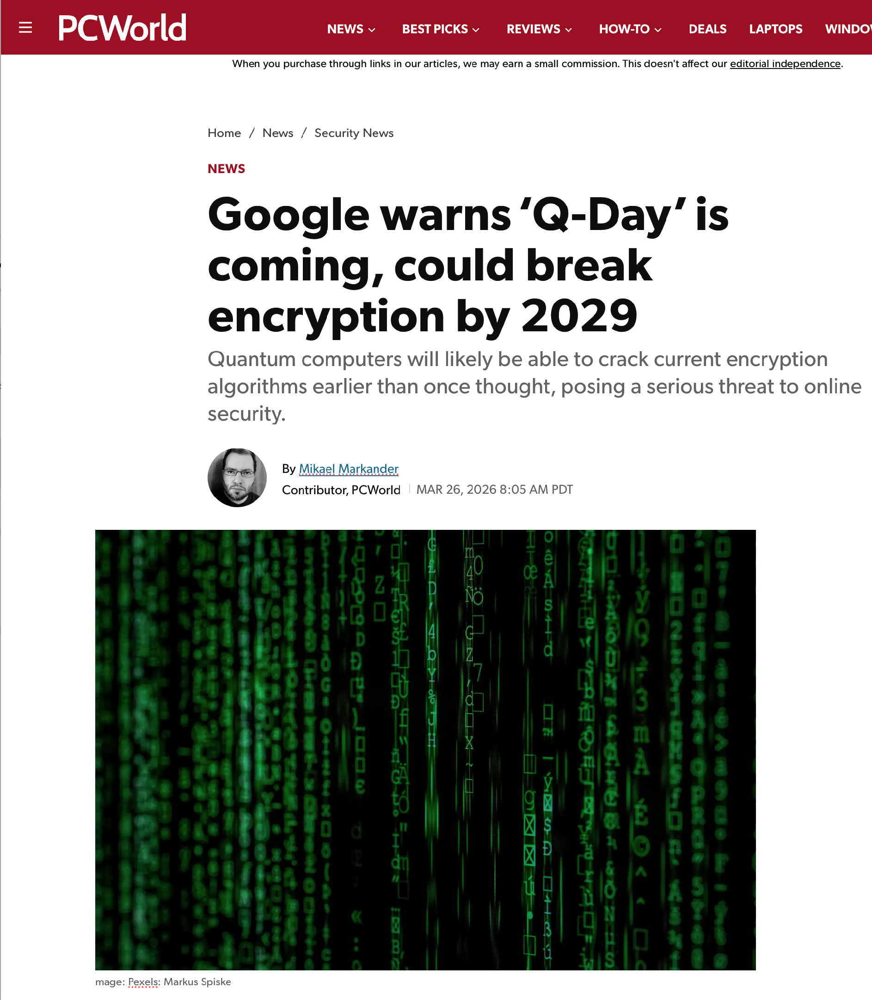 PCWorld
NEWS BEST PICKS REVIEWS HOW-TO DEALS LAPTOPS WINDOW
When you purchase through links in our articles, we may earn a small commission. This doesn't affect our editorial independence.
Home / News / Security News
NEWS
Google warns ‘Q-Day’ is
coming, could break
encryption by 2029
Quantum computers will likely be able to crack current encryption
algorithms earlier than once thought, posing a serious threat to online
security.
By Mikael Markander
Contributor, PCWorld | MAR 26, 2026 8:05 AM PDT
mage: Pexels: Markus Spiske